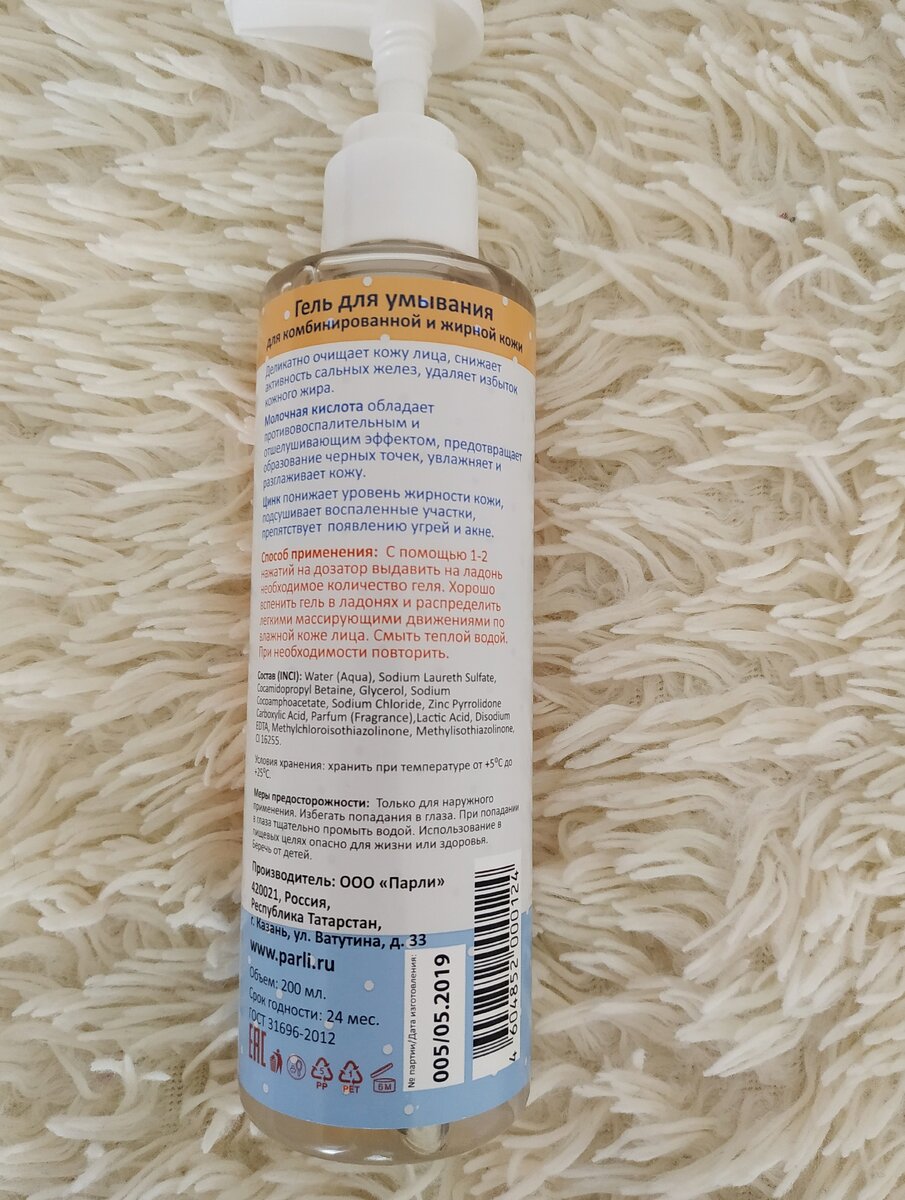 Гель для умывания
для комбинированной и жирной кожи
Деликатно очищает кожу лица, снижает
активность сальных желез, удаляет избыток
кожного жира.
Молочная кислота обладает
противовоспалительным и
отшелушивающим эффектом, предотвращает
образование черных точек, увлажняет и
разглаживает кожу.
Цинк понижает уровень жирности кожи,
подсушивает воспаленные участки,
препятствует появлению угрей и акне.
Способ применения: С помощью 1-2
нажатий на дозатор выдавить на ладонь
необходимое количество геля. Хорошо
вспенить гель в ладонях и распределить
легкими массирующими движениями по
влажной коже лица. Смыть теплой водой.
При необходимости повторить.
Состав (INCI): Water (Aqua), Sodium Laureth Sulfate,
Cocamidopropyl Betaine, Glycerol, Sodium
Cocoamphoacetate, Sodium Chloride, Zinc Pyrrolidone
Carboxylic Acid, Parfum (Fragrance),Lactic Acid, Disodium
EDTA, Methylchloroisothiazolinone, Methylisothiazolinone,
CI 16255.
Условия хранения: хранить при температуре от +5°С до
+25°С.
Меры предосторожности: Только для наружного
применения. Избегать попадания в глаза. При попадании
в глаза тщательно промыть водой. Использование в
пищевых целях опасно для жизни или здоровья.
Беречь от детей.
Производитель: ООО «Парли»
420021, Россия,
Республика Татарстан,
г. Казань, ул. Ватутина, д. 33
www.parli.ru
Объем: 200 мл.
Срок годности: 24 мес.
ГОСТ 31696-2012
EAC
5
PP
1
PET
6M
№ партии/Дата изготовления:
005/05.2019
4 604852 000124